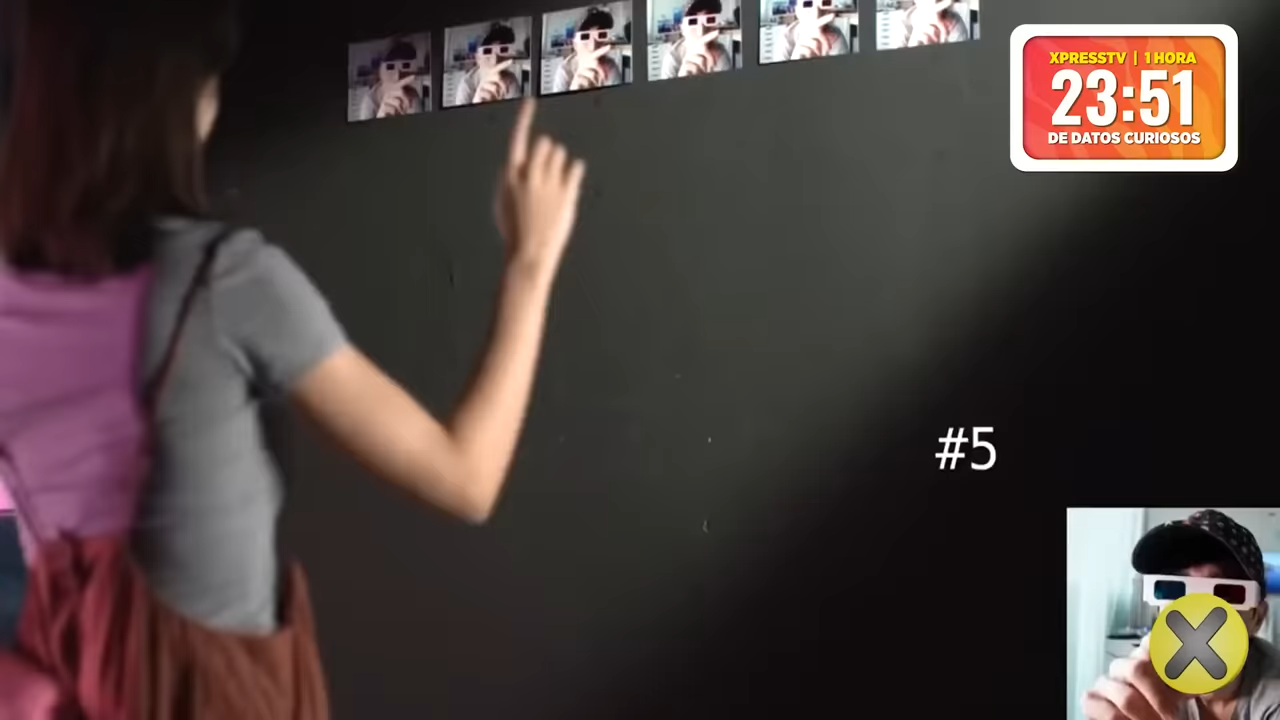 XPRESSTV | 1 HORA
23:51
DE DATOS CURIOSOS
#5
X